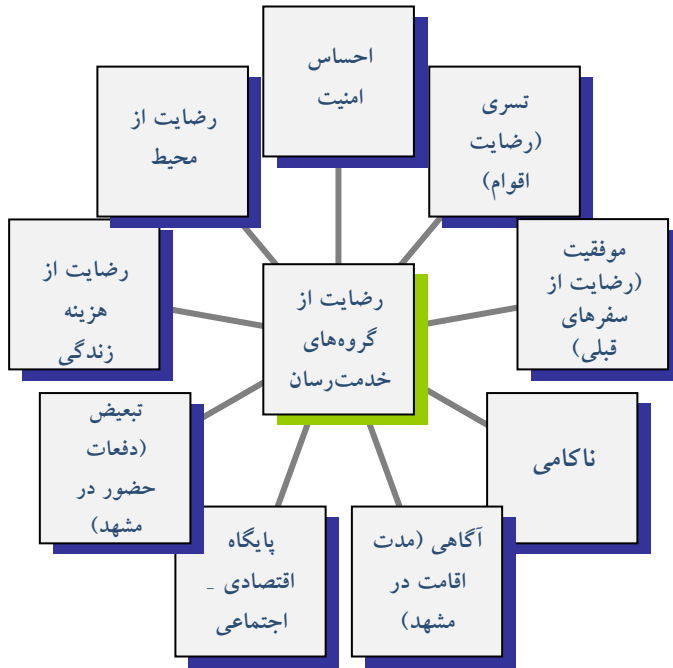 احساس
امنیت
تسری
(رضایت
اقوام)
موفقیت
(رضایت از
سفرهای
قبلی)
ناکامی
آگاهی (مدت
اقامت در
مشهد)
پایگاه
اقتصادی _
اجتماعی
تبعیض
(دفعات
حضور در
مشهد)
رضایت از
هزینه
زندگی
رضایت از
محیط
رضایت از
گروه‌های
خدمت‌رسان